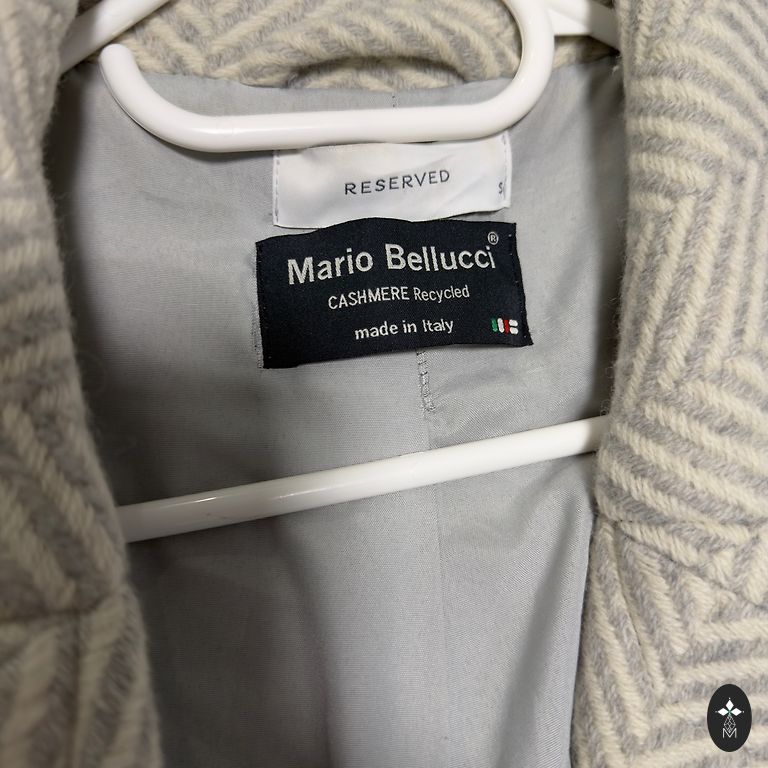 RESERVED
S
Mario Bellucci®
CASHMERE Recycled
made in Italy
M